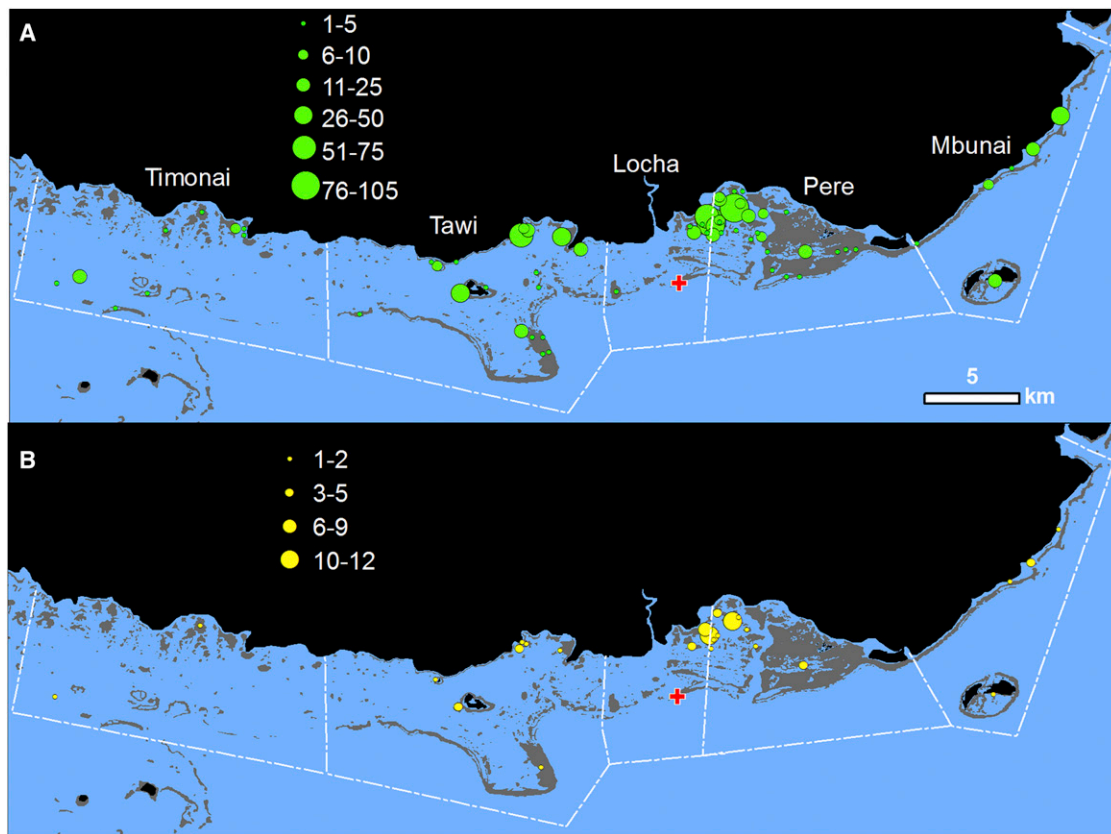 A
1-5
6-10
11-25
26-50
51-75
76-105
Timonai
Tawi
Locha
Pere
Mbunai
5
km
B
1-2
3-5
6-9
10-12